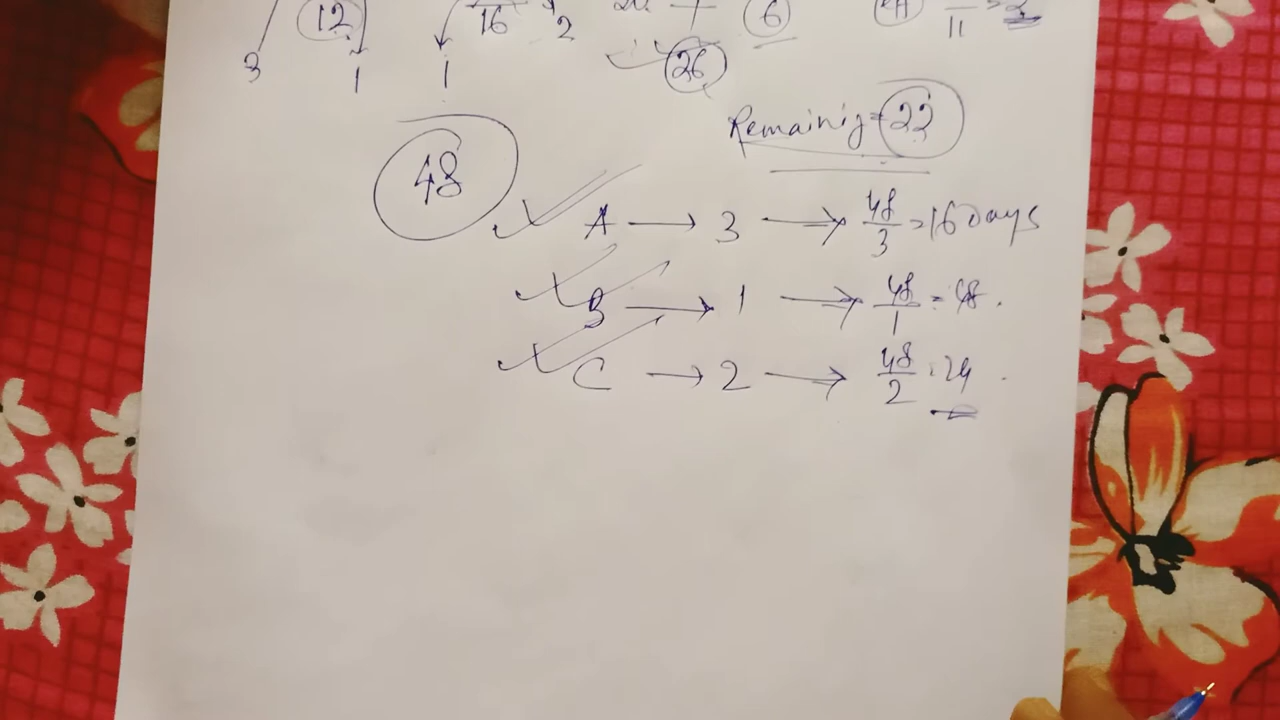 12
16 2 6
3 1 1 26 11
Remaining = 22
48
A → 3 → 48/3 = 16 Days
B → 1 → 48/1 = 48.
C → 2 → 48/2 = 24